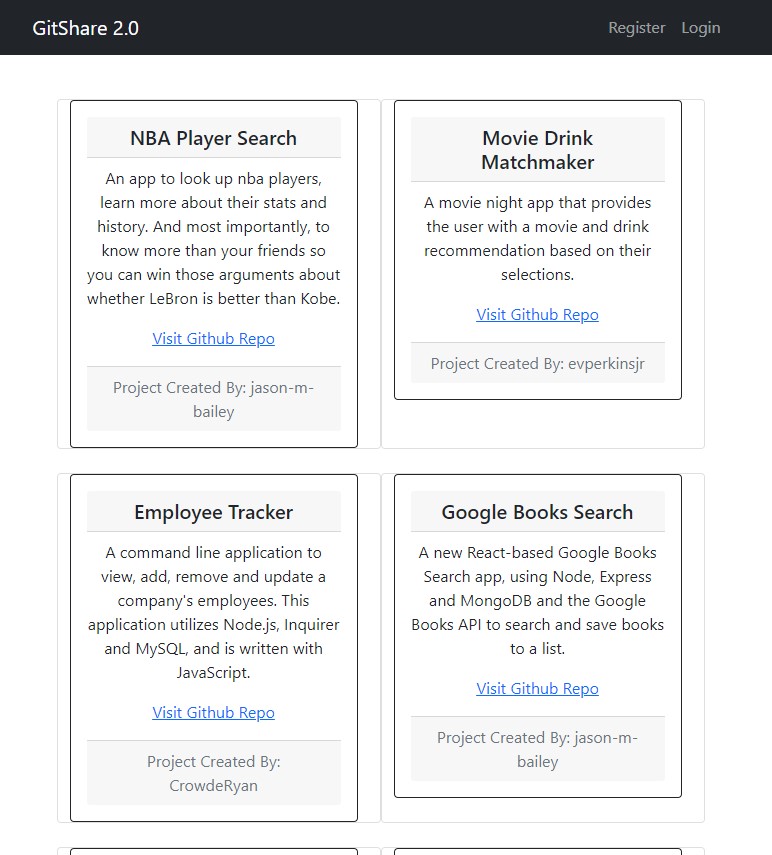 GitShare 2.0
Register Login
NBA Player Search
An app to look up nba players,
learn more about their stats and
history. And most importantly, to
know more than your friends so
you can win those arguments about
whether LeBron is better than Kobe.
Visit Github Repo
Project Created By: jason-m-
bailey
Movie Drink
Matchmaker
A movie night app that provides
the user with a movie and drink
recommendation based on their
selections.
Visit Github Repo
Project Created By: evperkinsjr
Employee Tracker
A command line application to
view, add, remove and update a
company's employees. This
application utilizes Node.js, Inquirer
and MySQL, and is written with
JavaScript.
Visit Github Repo
Project Created By:
CrowdeRyan
Google Books Search
A new React-based Google Books
Search app, using Node, Express
and MongoDB and the Google
Books API to search and save books
to a list.
Visit Github Repo
Project Created By: jason-m-
bailey